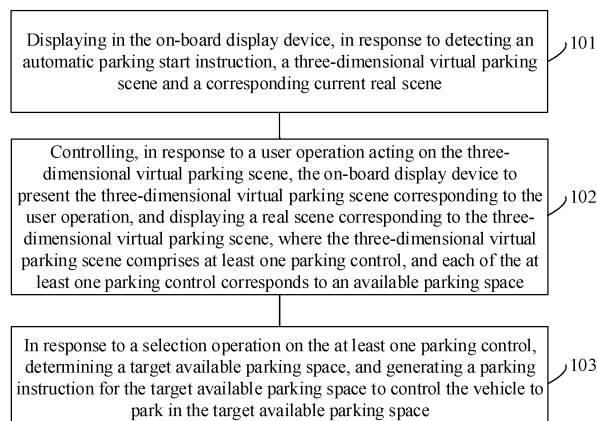 Displaying in the on-board display device, in response to detecting an
automatic parking start instruction, a three-dimensional virtual parking
scene and a corresponding current real scene
101
Controlling, in response to a user operation acting on the three-
dimensional virtual parking scene, the on-board display device to
present the three-dimensional virtual parking scene corresponding to the
user operation, and displaying a real scene corresponding to the three-
dimensional virtual parking scene, where the three-dimensional virtual
parking scene comprises at least one parking control, and each of the at
least one parking control corresponds to an available parking space
102
In response to a selection operation on the at least one parking control,
determining a target available parking space, and generating a parking
instruction for the target available parking space to control the vehicle to
park in the target available parking space
103